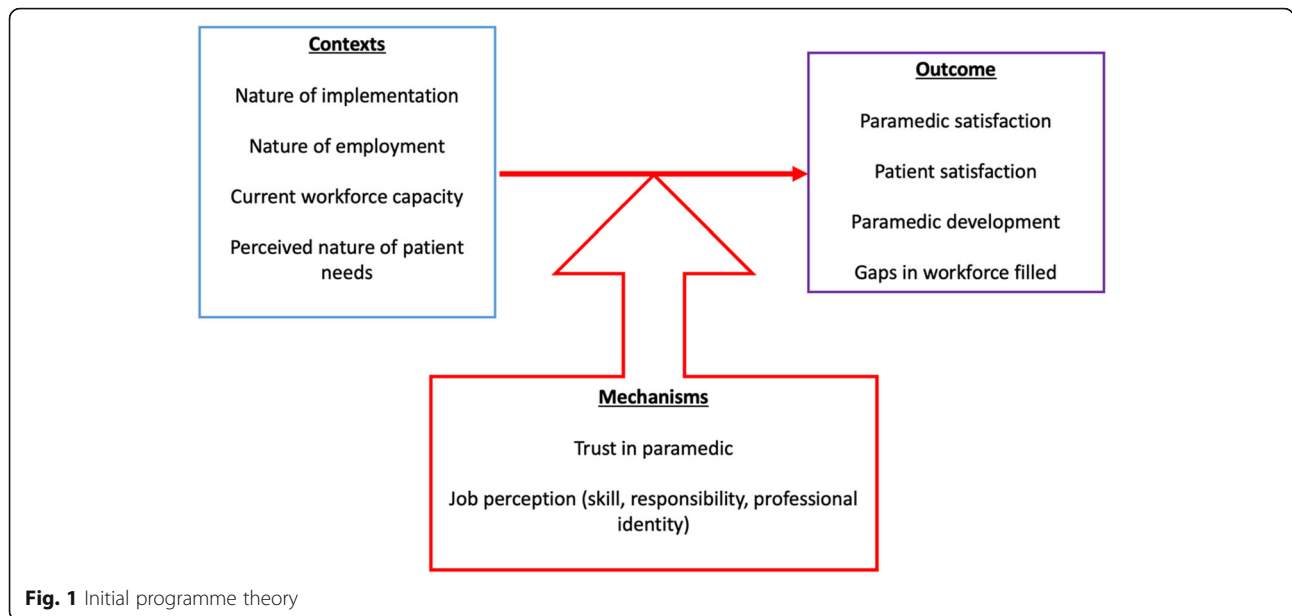 Contexts
Nature of implementation
Nature of employment
Current workforce capacity
Perceived nature of patient
needs
Outcome
Paramedic satisfaction
Patient satisfaction
Paramedic development
Gaps in workforce filled
Mechanisms
Trust in paramedic
Job perception (skill, responsibility, professional
identity)
Fig. 1 Initial programme theory